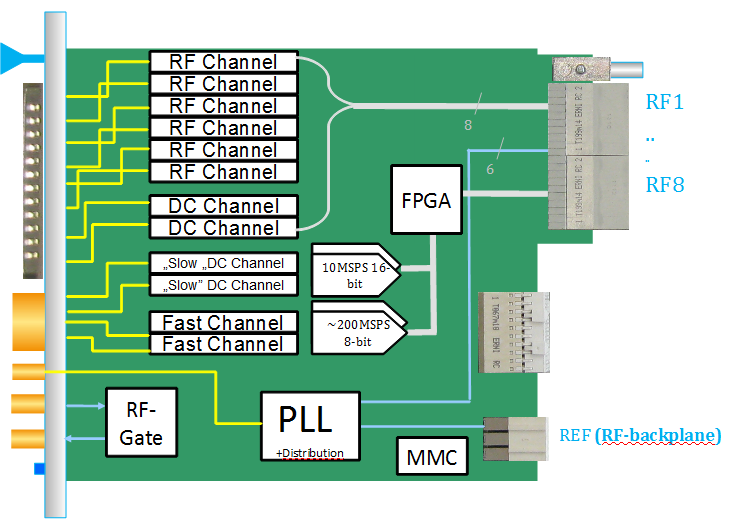 RF Channel
RF Channel
RF Channel
RF Channel
RF Channel
RF Channel
DC Channel
DC Channel
„Slow „DC Channel
„Slow” DC Channel
Fast Channel
Fast Channel
10MSPS 16-
bit
~200MSPS
8-bit
FPGA
8
6
RF1
..
..
RF8
RF-
Gate
PLL
+Distribution
MMC
REF (RF-backplane)